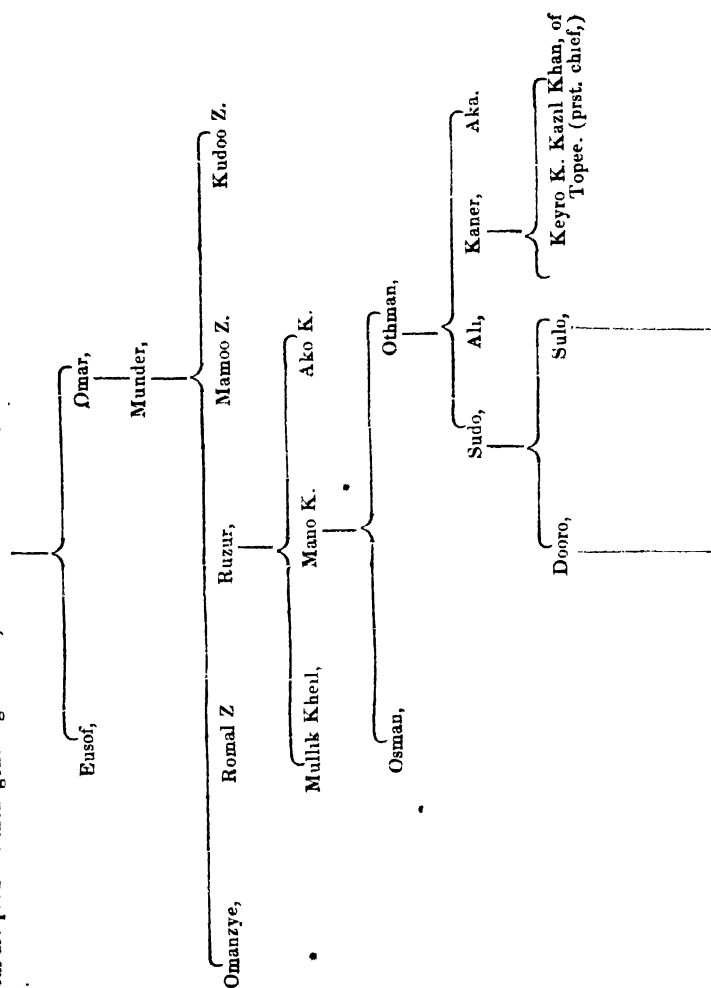 Eusof, Omar,
Munder,
Omanzye, Romal Z Ruzur, Mamoo Z. Kudoo Z.
Mullik Kheil, Mano K. Ako K.
Osman, Othman,
Sudo, Ali, Kaner, Aka.
Dooro, Sulo, Keyro K. Kazil Khan, of
Topee. (prst. chief,)